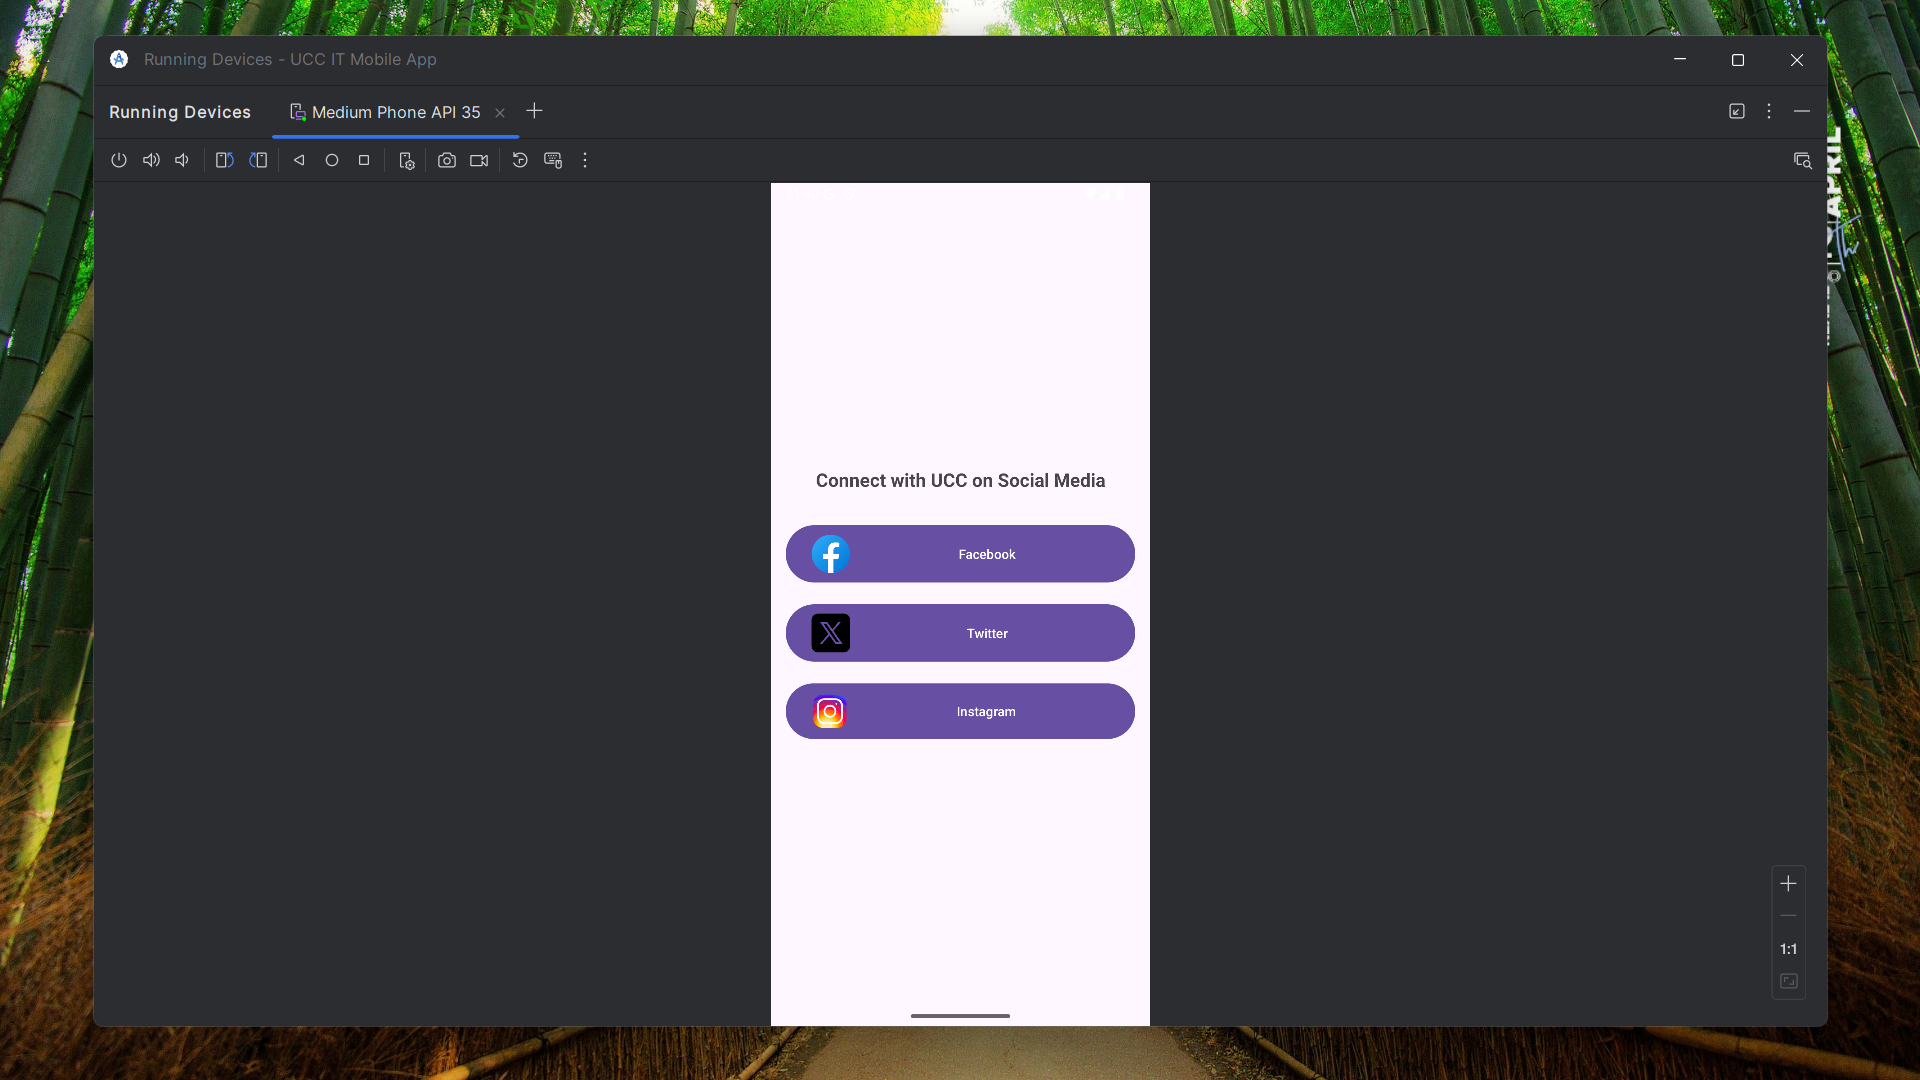 Running Devices - UCC IT Mobile App
Running Devices
Medium Phone API 35
Connect with UCC on Social Media
Facebook
Twitter
Instagram
1:1
APRIL